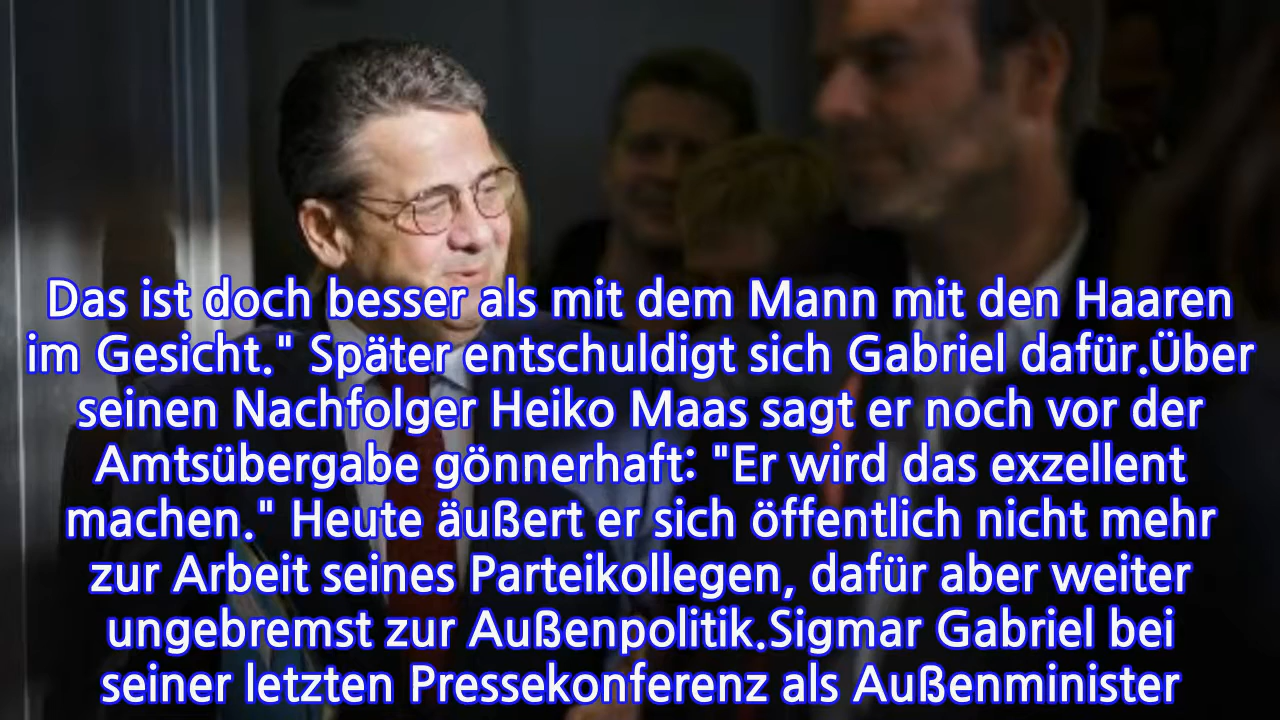 Das ist doch besser als mit dem Mann mit den Haaren
im Gesicht." Später entschuldigt sich Gabriel dafür.Über
seinen Nachfolger Heiko Maas sagt er noch vor der
Amtsübergabe gönnerhaft: "Er wird das exzellent
machen." Heute äußert er sich öffentlich nicht mehr
zur Arbeit seines Parteikollegen, dafür aber weiter
ungebremst zur Außenpolitik.Sigmar Gabriel bei
seiner letzten Pressekonferenz als Außenminister